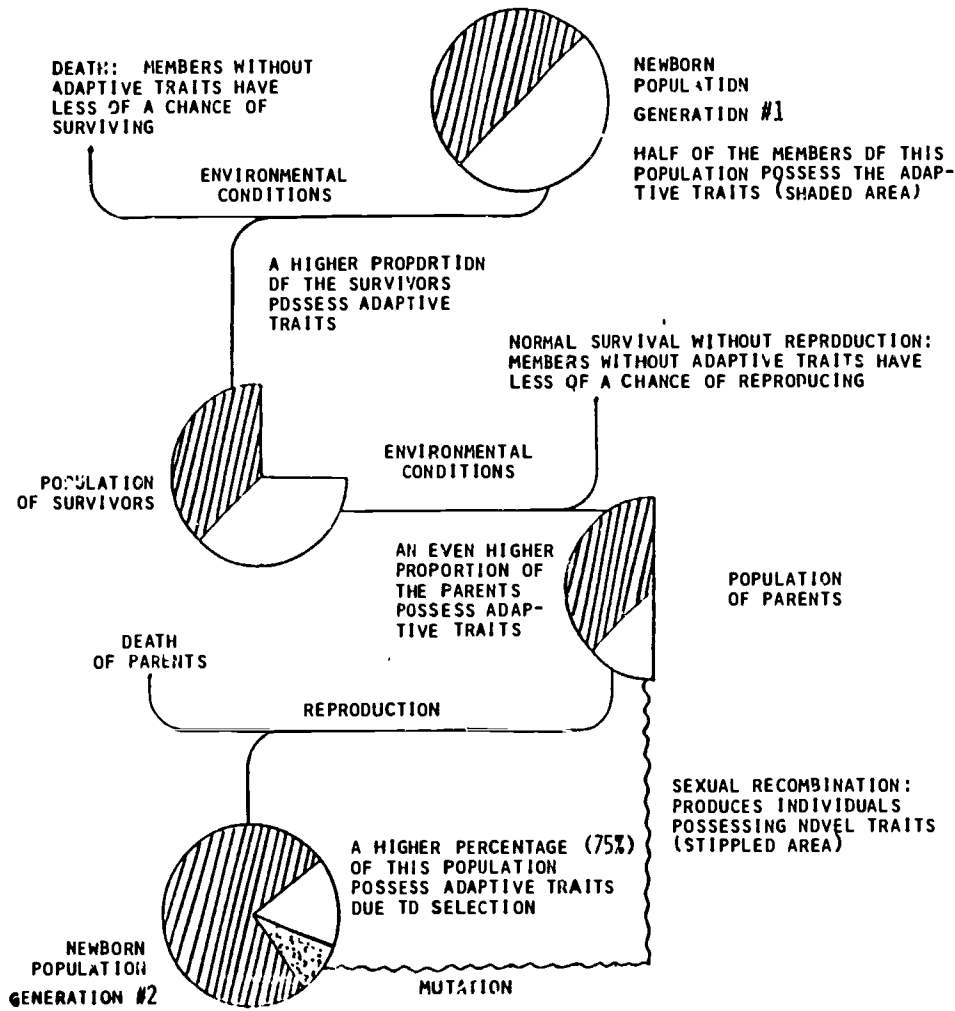 DEATH: MEMBERS WITHOUT
ADAPTIVE TRAITS HAVE
LESS OF A CHANCE OF
SURVIVING
NEWBORN
POPULATION
GENERATION #1
HALF OF THE MEMBERS OF THIS
POPULATION POSSESS THE ADAP-
TIVE TRAITS (SHADED AREA)
ENVIRONMENTAL
CONDITIONS
A HIGHER PROPORTION
OF THE SURVIVORS
POSSESS ADAPTIVE
TRAITS
NORMAL SURVIVAL WITHOUT REPRODUCTION:
MEMBERS WITHOUT ADAPTIVE TRAITS HAVE
LESS OF A CHANCE OF REPRODUCING
ENVIRONMENTAL
CONDITIONS
POPULATION
OF SURVIVORS
AN EVEN HIGHER
PROPORTION OF
THE PARENTS
POSSESS ADAP-
TIVE TRAITS
POPULATION
OF PARENTS
DEATH
OF PARENTS
REPRODUCTION
SEXUAL RECOMBINATION:
PRODUCES INDIVIDUALS
POSSESSING NOVEL TRAITS
(STIPPLED AREA)
A HIGHER PERCENTAGE (75%)
OF THIS POPULATION
POSSESS ADAPTIVE TRAITS
DUE TO SELECTION
NEWBORN
POPULATION
GENERATION #2
MUTATION